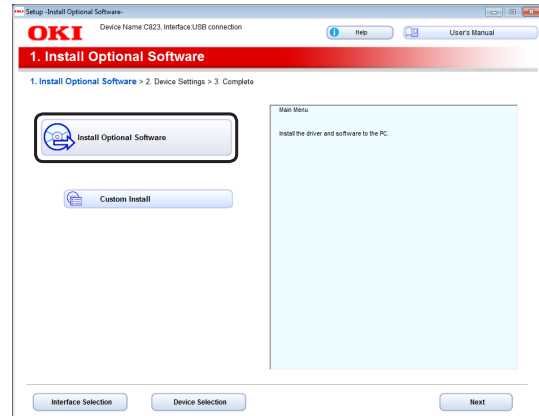 Setup -Install Optional Software-
OKI
Device Name:C823, Interface:USB connection
Help
User's Manual
1. Install Optional Software
1. Install Optional Software > 2. Device Settings > 3. Complete
Install Optional Software
Custom Install
Main Menu
Install the driver and software to the PC.
Interface Selection
Device Selection
Next